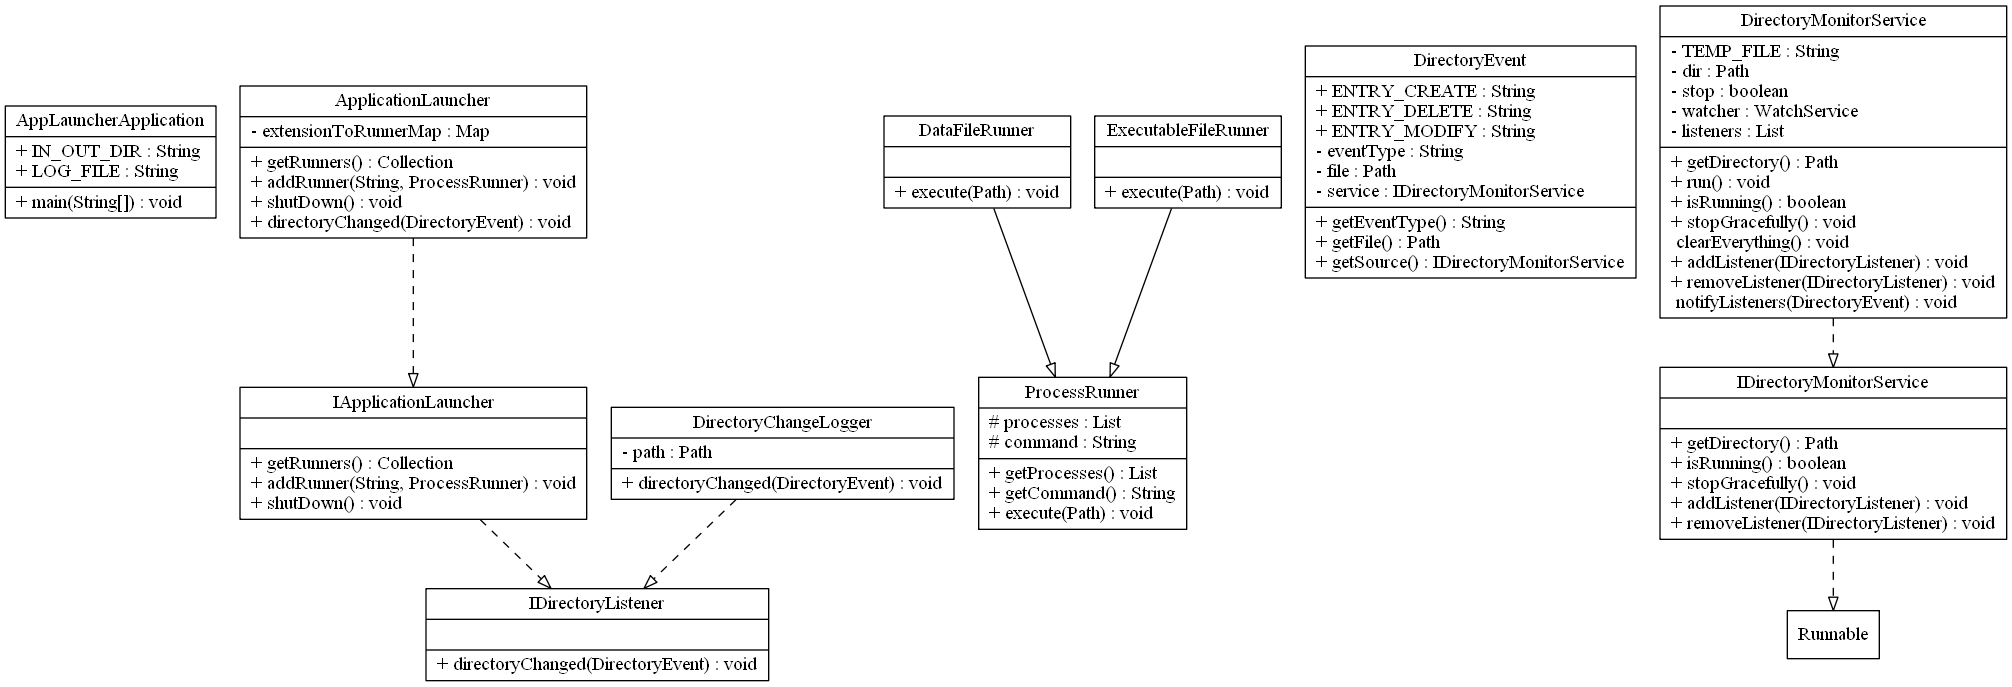 AppLauncherApplication
+ IN_OUT_DIR : String
+ LOG_FILE : String
+ main(String[]) : void
ApplicationLauncher
- extensionToRunnerMap : Map
+ getRunners() : Collection
+ addRunner(String, ProcessRunner) : void
+ shutDown() : void
+ directoryChanged(DirectoryEvent) : void
IApplicationLauncher
+ getRunners() : Collection
+ addRunner(String, ProcessRunner) : void
+ shutDown() : void
DirectoryChangeLogger
- path : Path
+ directoryChanged(DirectoryEvent) : void
IDirectoryListener
+ directoryChanged(DirectoryEvent) : void
DataFileRunner
+ execute(Path) : void
ExecutableFileRunner
+ execute(Path) : void
ProcessRunner
# processes : List
# command : String
+ getProcesses() : List
+ getCommand() : String
+ execute(Path) : void
DirectoryEvent
+ ENTRY_CREATE : String
+ ENTRY_DELETE : String
+ ENTRY_MODIFY : String
- eventType : String
- file : Path
- service : IDirectoryMonitorService
+ getEventType() : String
+ getFile() : Path
+ getSource() : IDirectoryMonitorService
DirectoryMonitorService
- TEMP_FILE : String
- dir : Path
- stop : boolean
- watcher : WatchService
- listeners : List
+ getDirectory() : Path
+ run() : void
+ isRunning() : boolean
+ stopGracefully() : void
clearEverything() : void
+ addListener(IDirectoryListener) : void
+ removeListener(IDirectoryListener) : void
notifyListeners(DirectoryEvent) : void
IDirectoryMonitorService
+ getDirectory() : Path
+ isRunning() : boolean
+ stopGracefully() : void
+ addListener(IDirectoryListener) : void
+ removeListener(IDirectoryListener) : void
Runnable